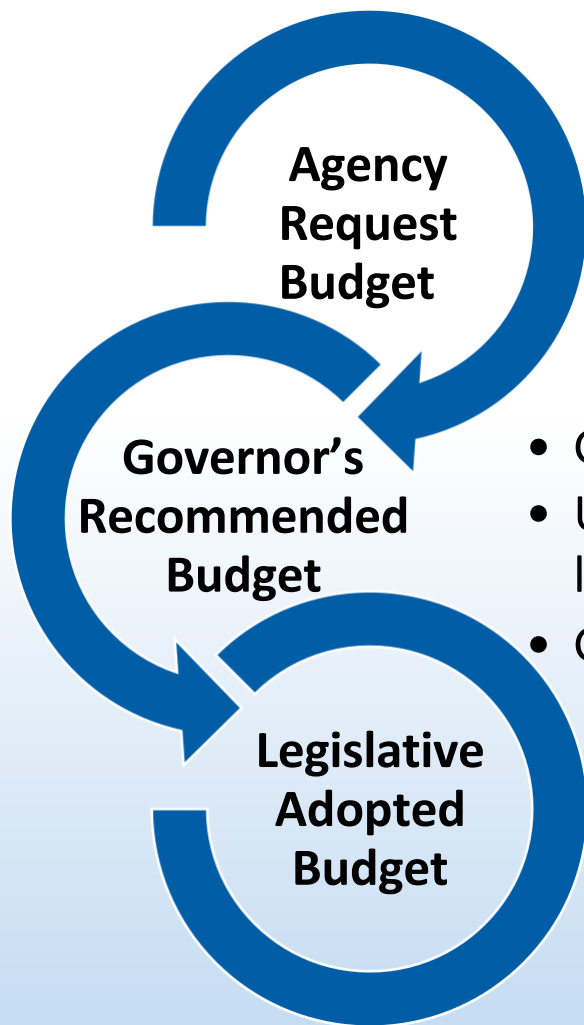 Agency
Request
Budget
Governor’s
Recommended
Budget
Legislative
Adopted
Budget